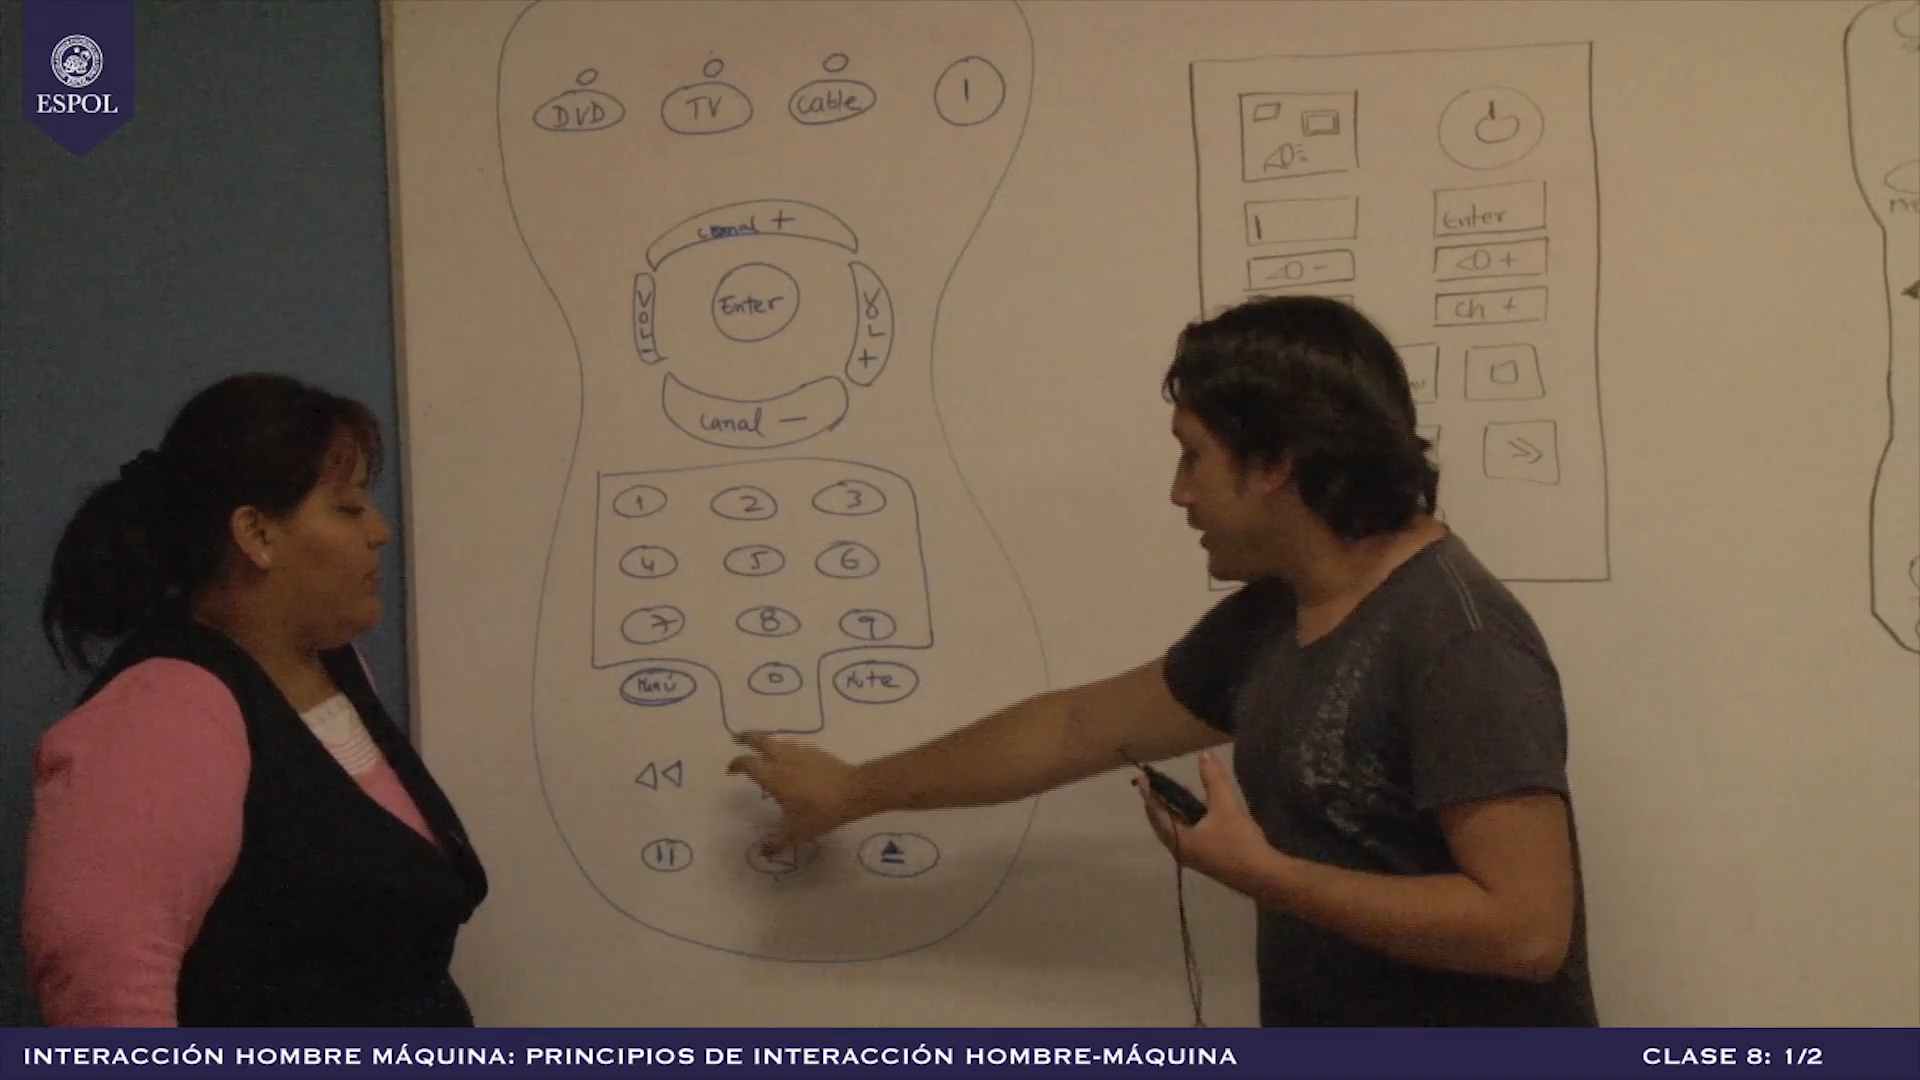 ESPOL
DVD TV Cable
canal +
VOL- Enter VOL+
canal -
1 2 3
4 5 6
7 8 9
Menú 0 Mute
Enter
ch +
INTERACCIÓN HOMBRE MÁQUINA: PRINCIPIOS DE INTERACCIÓN HOMBRE-MÁQUINA
CLASE 8: 1/2